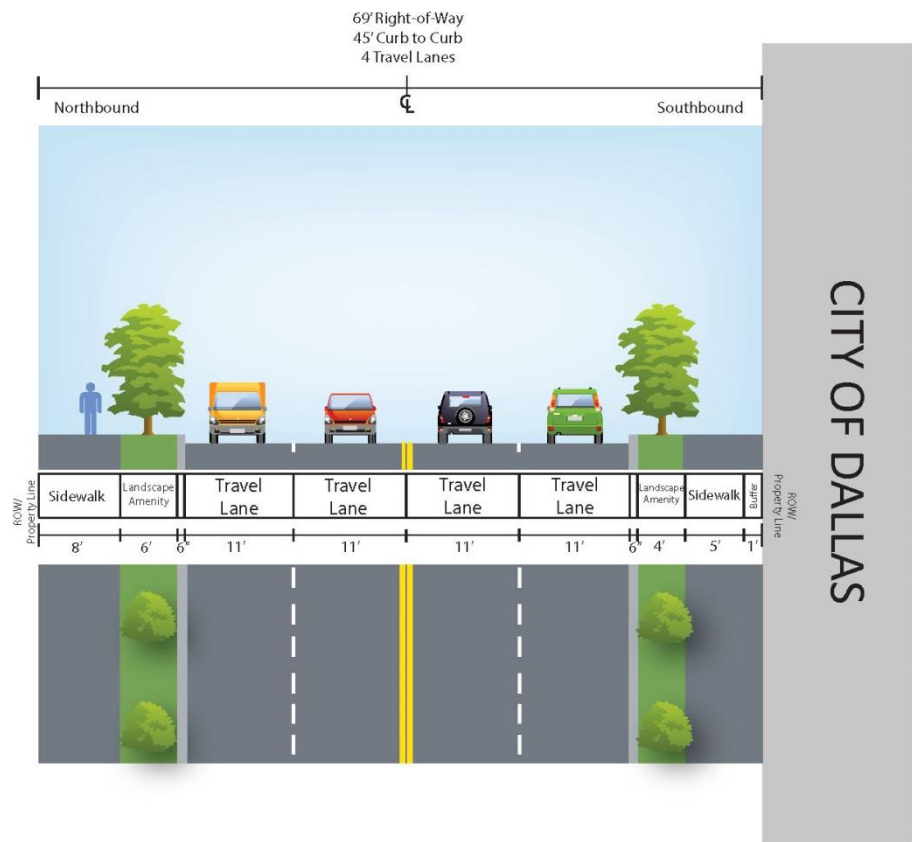 69' Right-of-Way
45' Curb to Curb
4 Travel Lanes
Northbound
℄
Southbound
CITY OF DALLAS
ROW/
Property Line
Sidewalk
Landscape
Amenity
Travel
Lane
Travel
Lane
Travel
Lane
Travel
Lane
Landscape
Amenity
Sidewalk
Buffer
ROW/
Property Line
8' 6' 6" 11' 11' 11' 11' 6" 4' 5' 1'